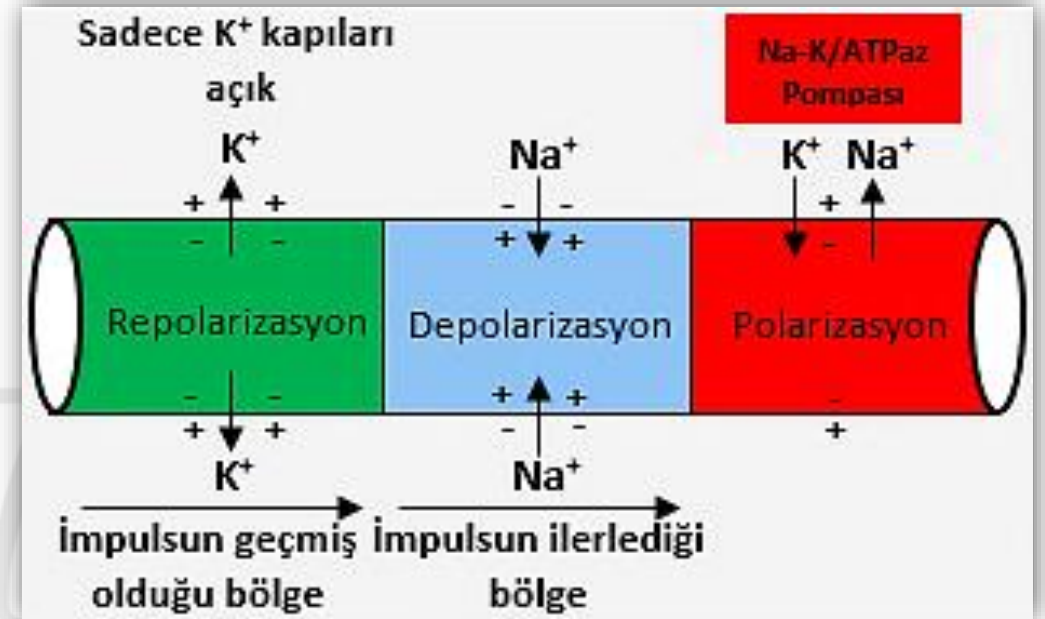 Sadece K⁺ kapıları
açık
Na-K/ATPaz
Pompası
K⁺
Na⁺
K⁺ Na⁺
+ +
- -
+
- -
+ +
-
Repolarizasyon
Depolarizasyon
Polarizasyon
- -
+ +
-
+ +
- -
+
K⁺
Na⁺
İmpulsun geçmiş
olduğu bölge
İmpulsun ilerlediği
bölge